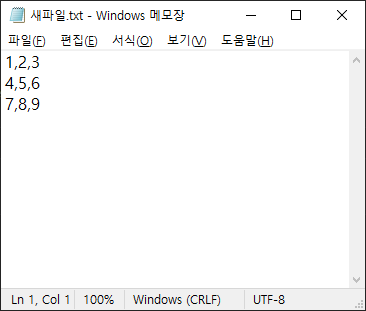 새파일.txt - Windows 메모장
파일(F) 편집(E) 서식(O) 보기(V) 도움말(H)
1,2,3
4,5,6
7,8,9
Ln 1, Col 1 100% Windows (CRLF) UTF-8